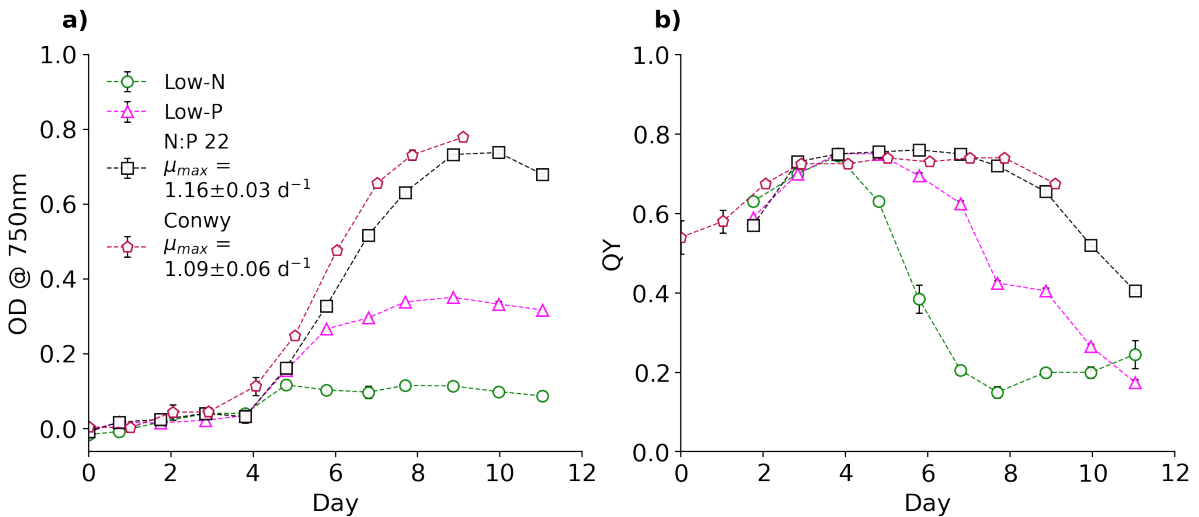 a)
1.0
0.8
0.6
0.4
0.2
0.0
OD @ 750nm
Low-N
Low-P
N:P 22
μmax =
1.16±0.03 d⁻¹
Conwy
μmax =
1.09±0.06 d⁻¹
0 2 4 6 8 10 12
Day
b)
1.0
0.8
0.6
0.4
0.2
0.0
QY
0 2 4 6 8 10 12
Day